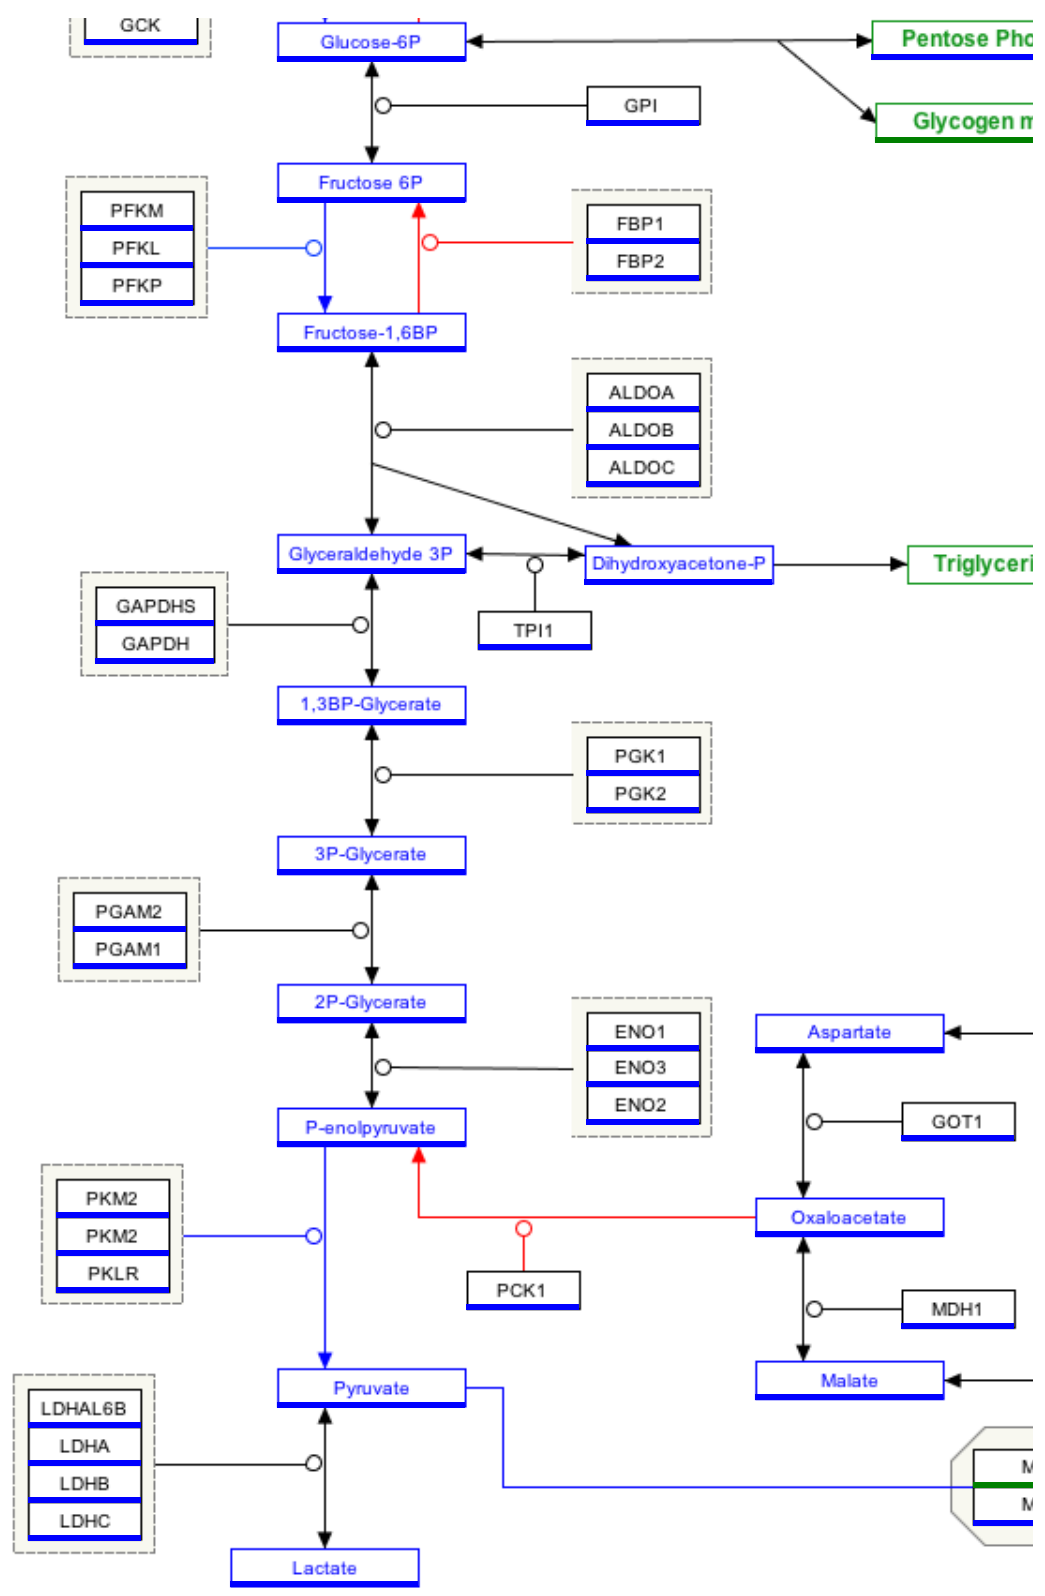 GCK
Glucose-6P
Pentose Pho
GPI
Glycogen m
Fructose 6P
PFKM
PFKL
PFKP
FBP1
FBP2
Fructose-1,6BP
ALDOA
ALDOB
ALDOC
Glyceraldehyde 3P
Dihydroxyacetone-P
Triglyceri
GAPDHS
GAPDH
TPI1
1,3BP-Glycerate
PGK1
PGK2
3P-Glycerate
PGAM2
PGAM1
2P-Glycerate
ENO1
ENO3
ENO2
Aspartate
GOT1
P-enolpyruvate
PKM2
PKM2
PKLR
Oxaloacetate
PCK1
MDH1
Pyruvate
Malate
LDHAL6B
LDHA
LDHB
LDHC
M
M
Lactate